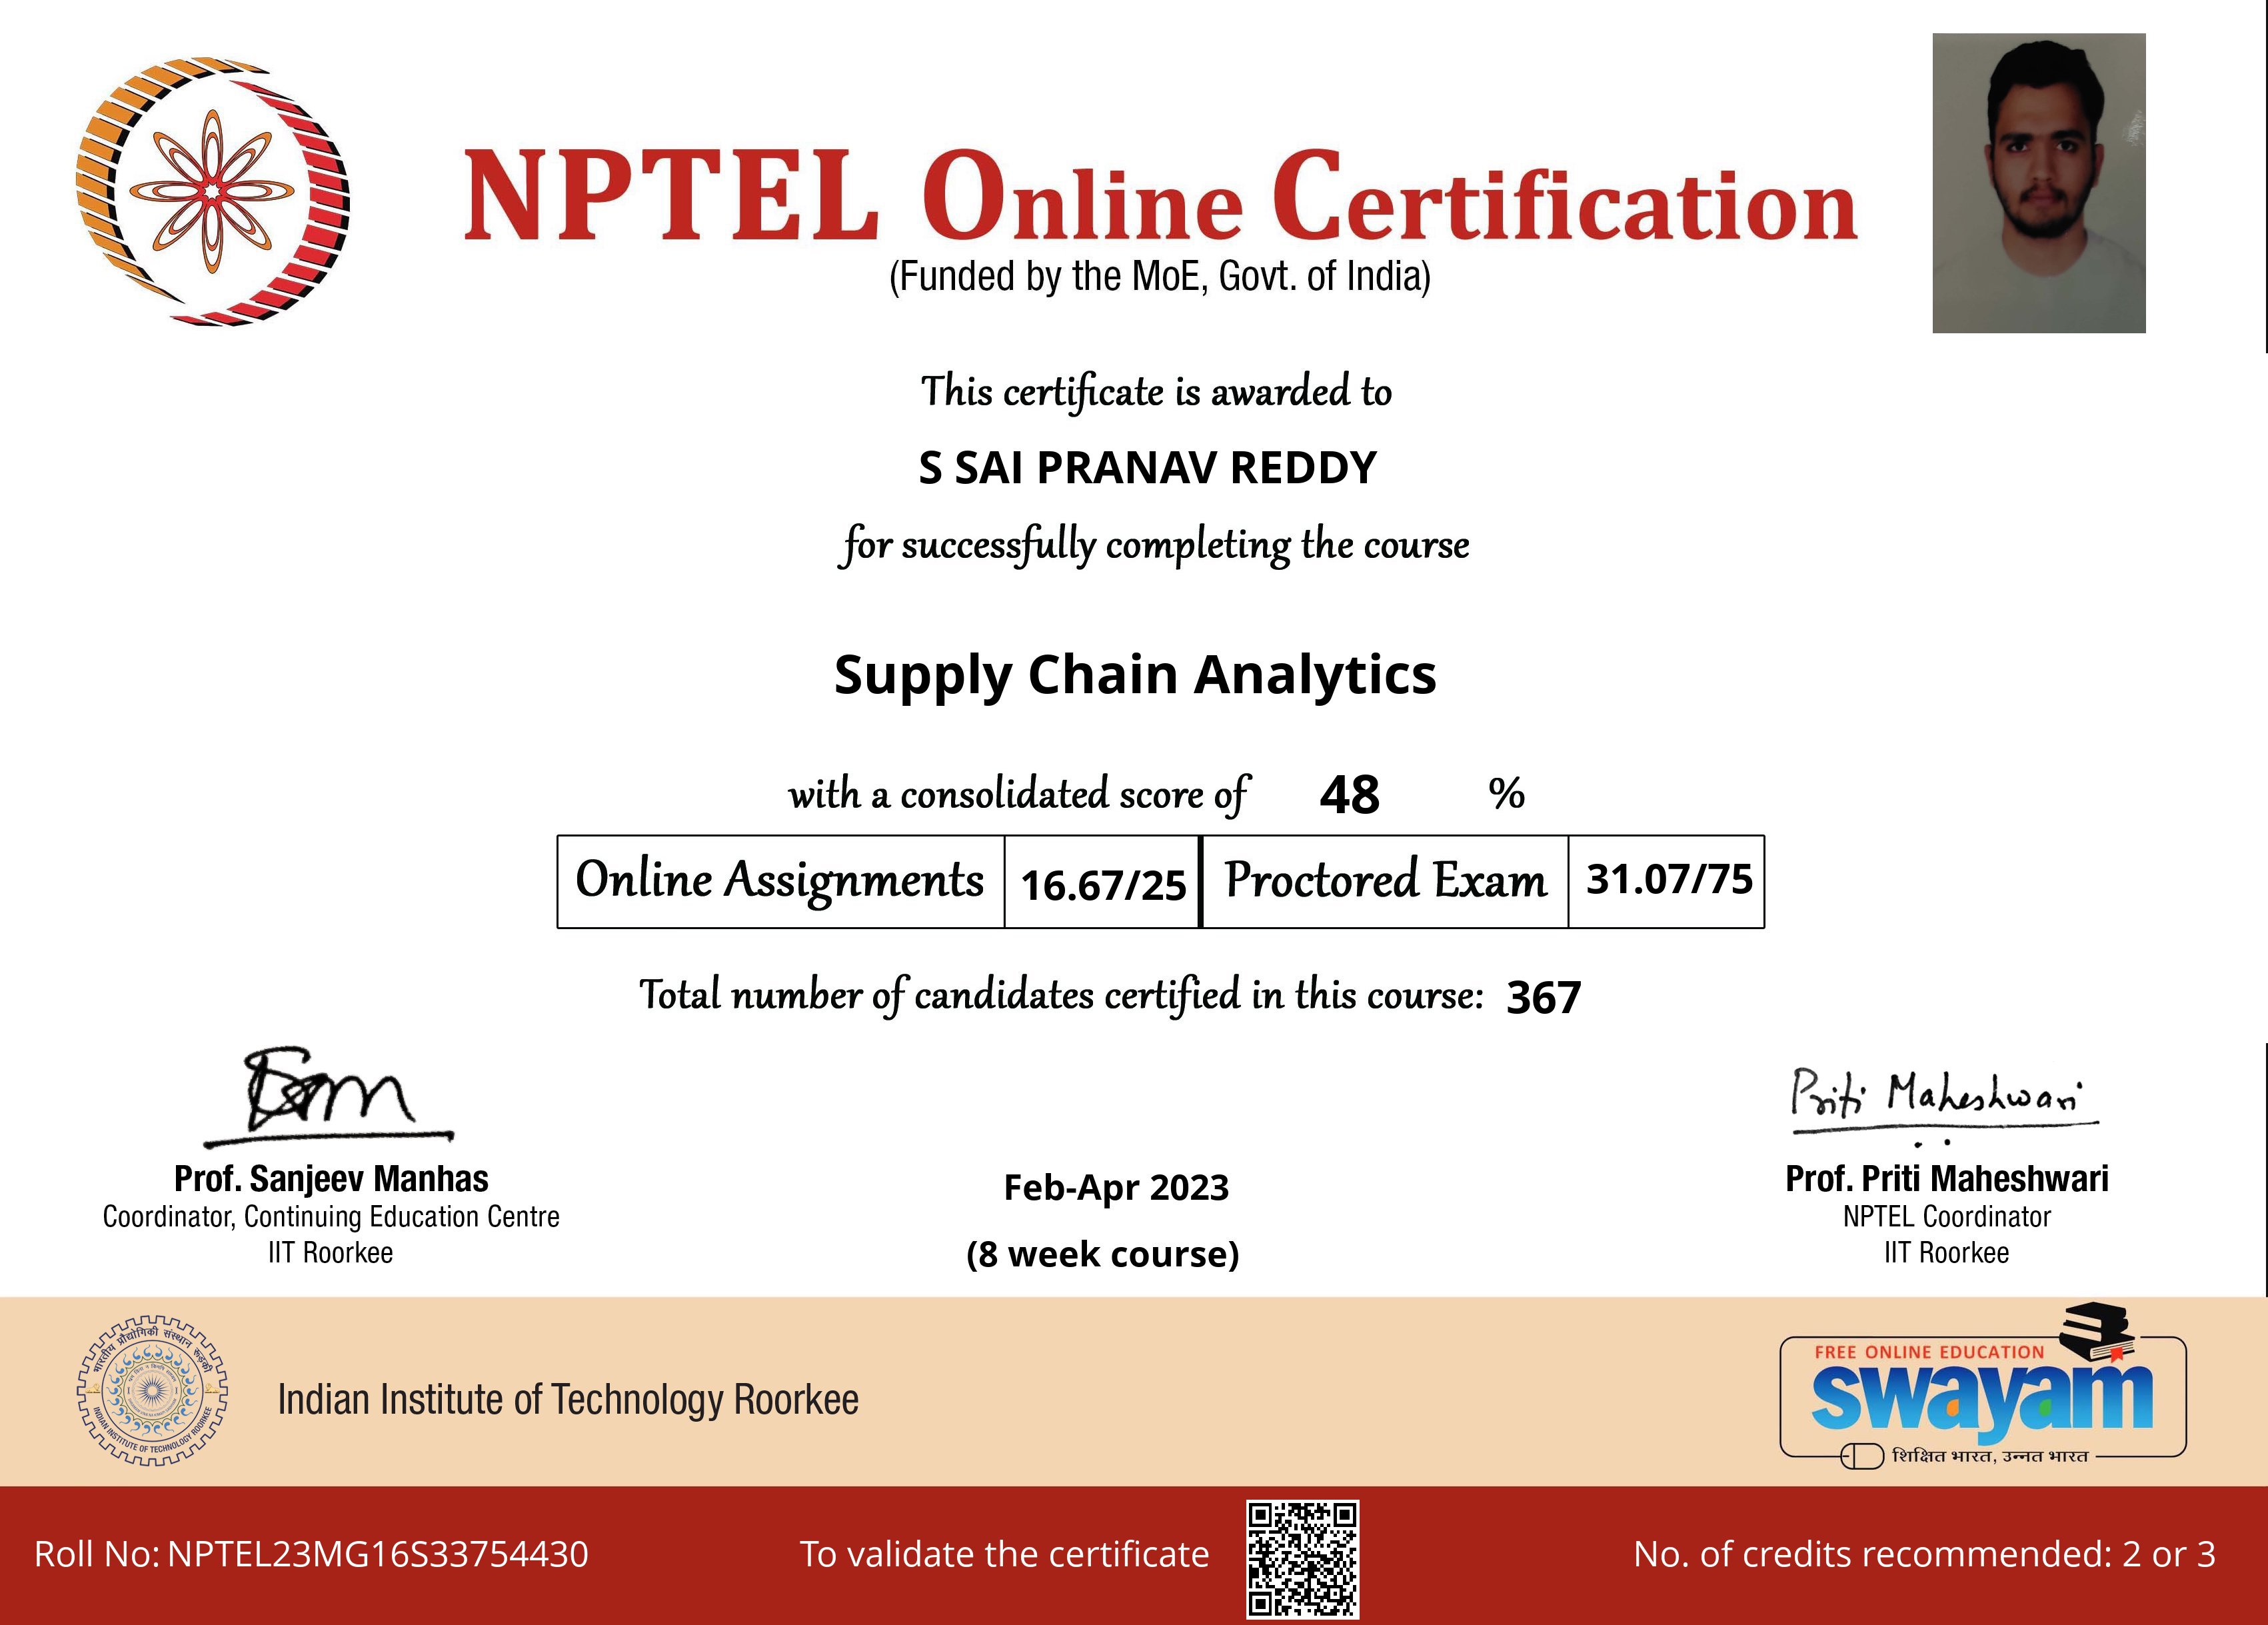 NPTEL Online Certification
(Funded by the MoE, Govt. of India)
This certificate is awarded to
S SAI PRANAV REDDY
for successfully completing the course
Supply Chain Analytics
with a consolidated score of 48 %
Online Assignments 16.67/25 Proctored Exam 31.07/75
Total number of candidates certified in this course: 367
Priti Maheshwari
Prof. Sanjeev Manhas
Coordinator, Continuing Education Centre
IIT Roorkee
Feb-Apr 2023
(8 week course)
Prof. Priti Maheshwari
NPTEL Coordinator
IIT Roorkee
भारतीय प्रौद्योगिकी संस्थान रूड़की
INDIAN INSTITUTE OF TECHNOLOGY ROORKEE
Indian Institute of Technology Roorkee
FREE ONLINE EDUCATION
swayam
शिक्षित भारत, उन्नत भारत
Roll No: NPTEL23MG16S33754430
To validate the certificate
No. of credits recommended: 2 or 3